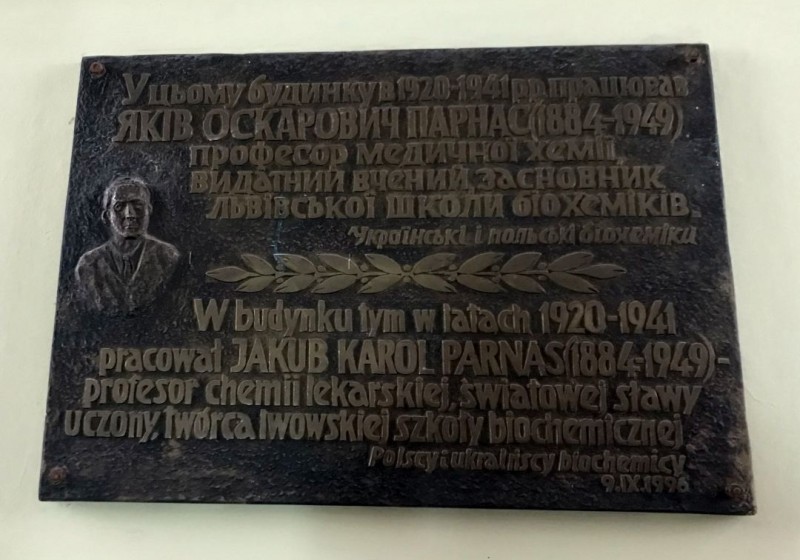 У цьому будинку в 1920-1941 рр. працював
ЯКІВ ОСКАРОВИЧ ПАРНАС (1884-1949)
професор медичної хемії,
видатний вчений, засновник
львівської школи біохеміків.
Українські і польські біохеміки
W budynku tym w latach 1920-1941
pracował JAKUB KAROL PARNAS (1884-1949)-
profesor chemii lekarskiej, światowej sławy
uczony, twórca lwowskiej szkoły biochemicznej.
Polscy i ukraińscy biochemicy
9.IX.1996